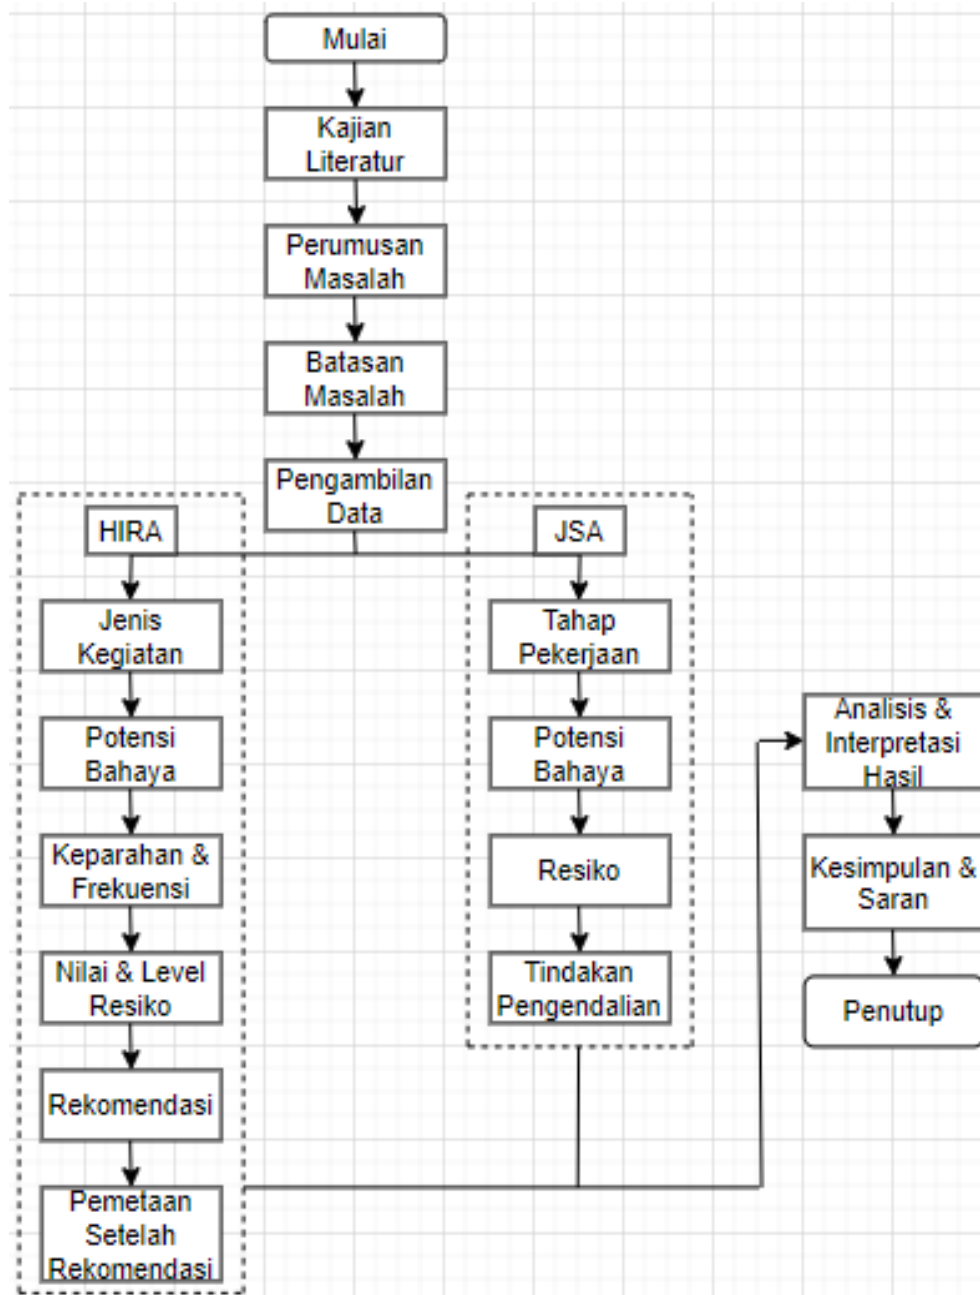 Mulai
Kajian
Literatur
Perumusan
Masalah
Batasan
Masalah
Pengambilan
Data
HIRA
Jenis
Kegiatan
Potensi
Bahaya
Keparahan &
Frekuensi
Nilai & Level
Resiko
Rekomendasi
Pemetaan
Setelah
Rekomendasi
JSA
Tahap
Pekerjaan
Potensi
Bahaya
Resiko
Tindakan
Pengendalian
Analisis &
Interpretasi
Hasil
Kesimpulan &
Saran
Penutup